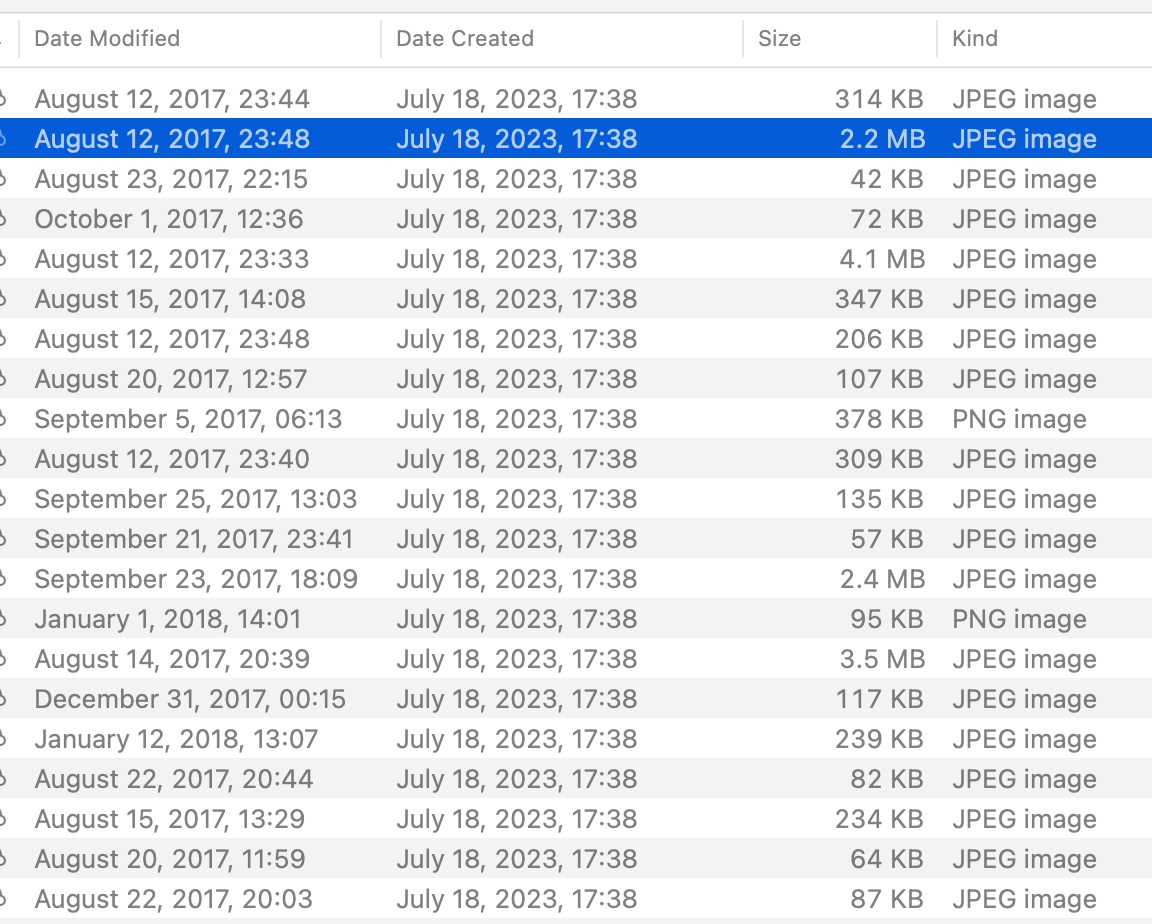 Date Modified Date Created Size Kind
August 12, 2017, 23:44 July 18, 2023, 17:38 314 KB JPEG image
August 12, 2017, 23:48 July 18, 2023, 17:38 2.2 MB JPEG image
August 23, 2017, 22:15 July 18, 2023, 17:38 42 KB JPEG image
October 1, 2017, 12:36 July 18, 2023, 17:38 72 KB JPEG image
August 12, 2017, 23:33 July 18, 2023, 17:38 4.1 MB JPEG image
August 15, 2017, 14:08 July 18, 2023, 17:38 347 KB JPEG image
August 12, 2017, 23:48 July 18, 2023, 17:38 206 KB JPEG image
August 20, 2017, 12:57 July 18, 2023, 17:38 107 KB JPEG image
September 5, 2017, 06:13 July 18, 2023, 17:38 378 KB PNG image
August 12, 2017, 23:40 July 18, 2023, 17:38 309 KB JPEG image
September 25, 2017, 13:03 July 18, 2023, 17:38 135 KB JPEG image
September 21, 2017, 23:41 July 18, 2023, 17:38 57 KB JPEG image
September 23, 2017, 18:09 July 18, 2023, 17:38 2.4 MB JPEG image
January 1, 2018, 14:01 July 18, 2023, 17:38 95 KB PNG image
August 14, 2017, 20:39 July 18, 2023, 17:38 3.5 MB JPEG image
December 31, 2017, 00:15 July 18, 2023, 17:38 117 KB JPEG image
January 12, 2018, 13:07 July 18, 2023, 17:38 239 KB JPEG image
August 22, 2017, 20:44 July 18, 2023, 17:38 82 KB JPEG image
August 15, 2017, 13:29 July 18, 2023, 17:38 234 KB JPEG image
August 20, 2017, 11:59 July 18, 2023, 17:38 64 KB JPEG image
August 22, 2017, 20:03 July 18, 2023, 17:38 87 KB JPEG image